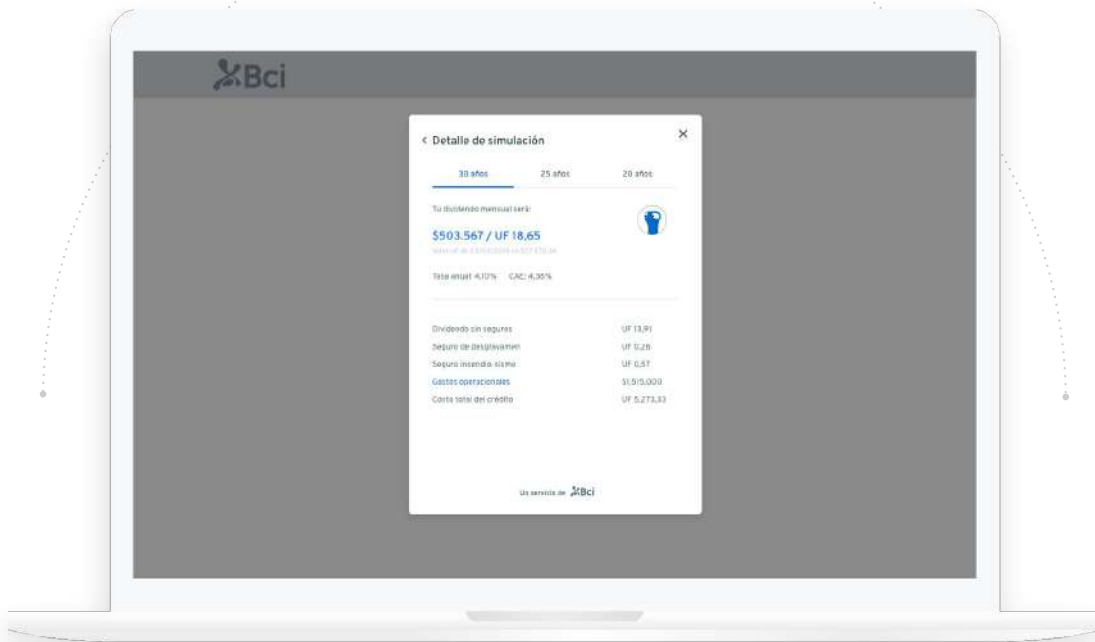 Bci
< Detalle de simulación ×
30 años 25 años 20 años
Tu dividendo mensual será:
$503.567 / UF 18,65
Tasa anual 4,10% CAE: 4,36%
Dividendo sin seguros UF 13,91
Seguro de desgravamen UF 0,26
Seguro incendio sismo UF 0,57
Gastos operacionales $1.515.000
Costo total del crédito UF 5.273,33
Un servicio de Bci